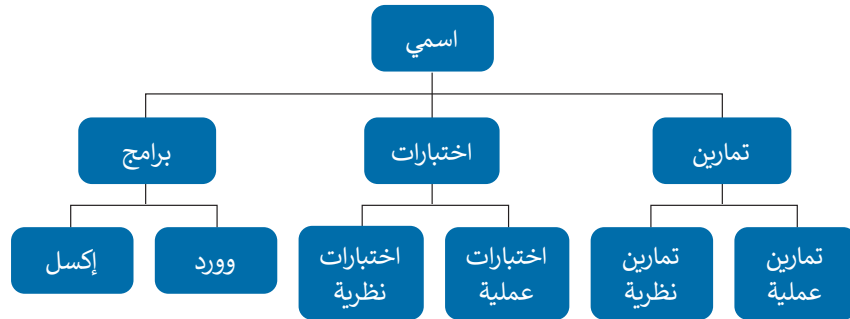 اسمي
تمارين
اختبارات
برامج
تمارين
عملية
تمارين
نظرية
اختبارات
عملية
اختبارات
نظرية
وورد
إكسل